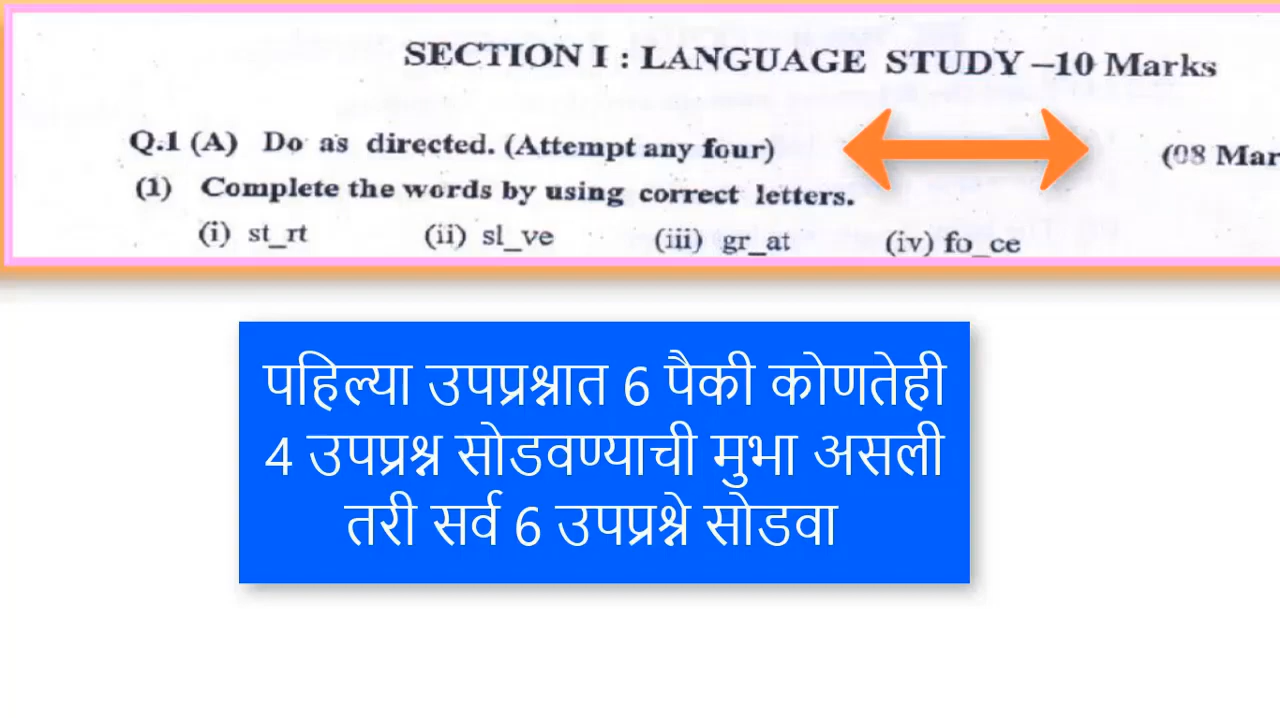 SECTION I : LANGUAGE STUDY –10 Marks
Q.1 (A) Do as directed. (Attempt any four) (08 Mar
(1) Complete the words by using correct letters.
(i) st_rt (ii) sl_ve (iii) gr_at (iv) fo_ce
पहिल्या उपप्रश्नात 6 पैकी कोणतेही
4 उपप्रश्न सोडवण्याची मुभा असली
तरी सर्व 6 उपप्रश्ने सोडवा